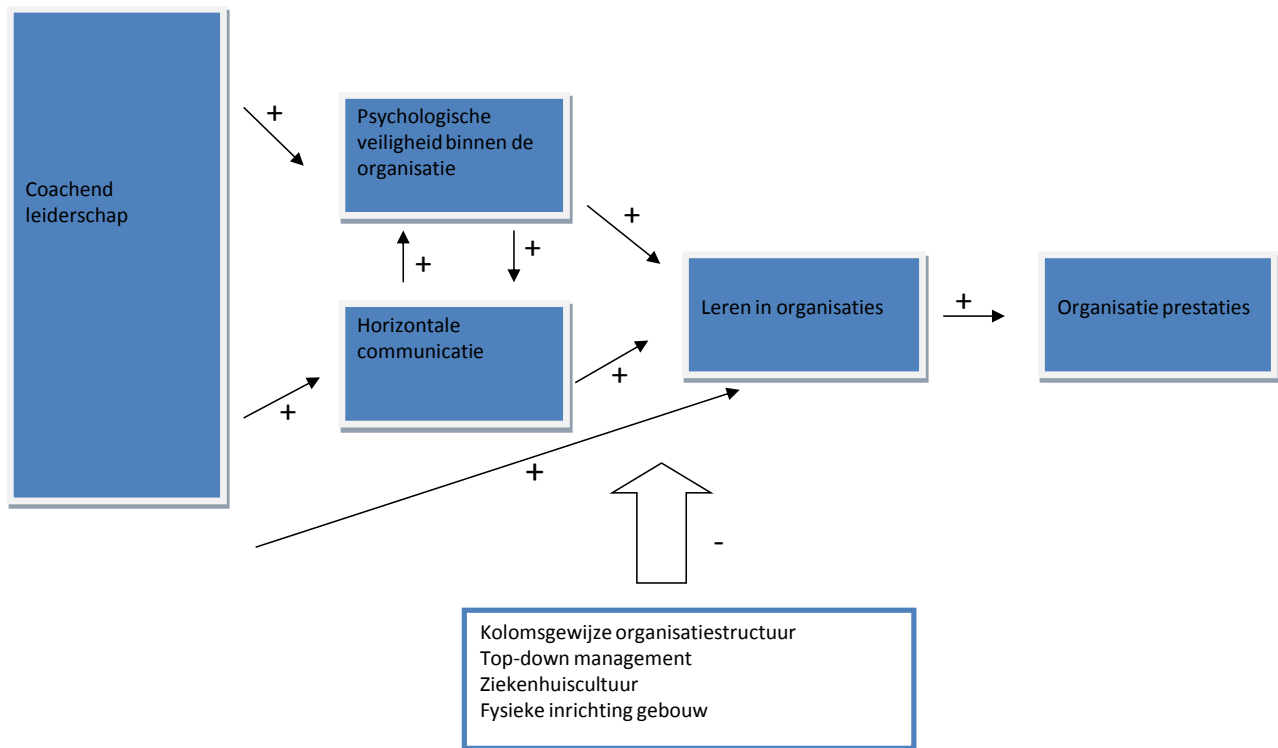 Coachend
leiderschap
+
Psychologische
veiligheid binnen de
organisatie
+
+
+
Horizontale
communicatie
+
+
+
Leren in organisaties
+
Organisatie prestaties
-
Kolomsgewijze organisatiestructuur
Top-down management
Ziekenhuiscultuur
Fysieke inrichting gebouw